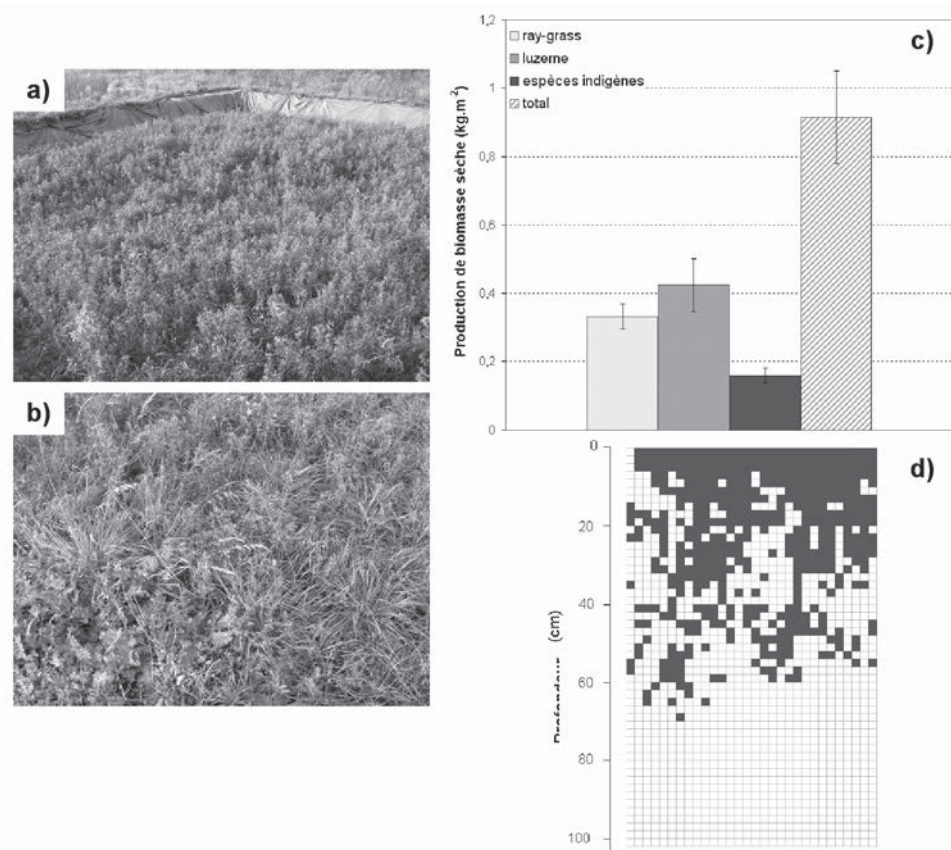 a)
b)
c)
Production de biomasse sèche (kg.m²)
1,2
1
0,8
0,6
0,4
0,2
0
ray-grass
luzerne
espèces indigènes
total
d)
(cm)
0
20
40
60
80
100